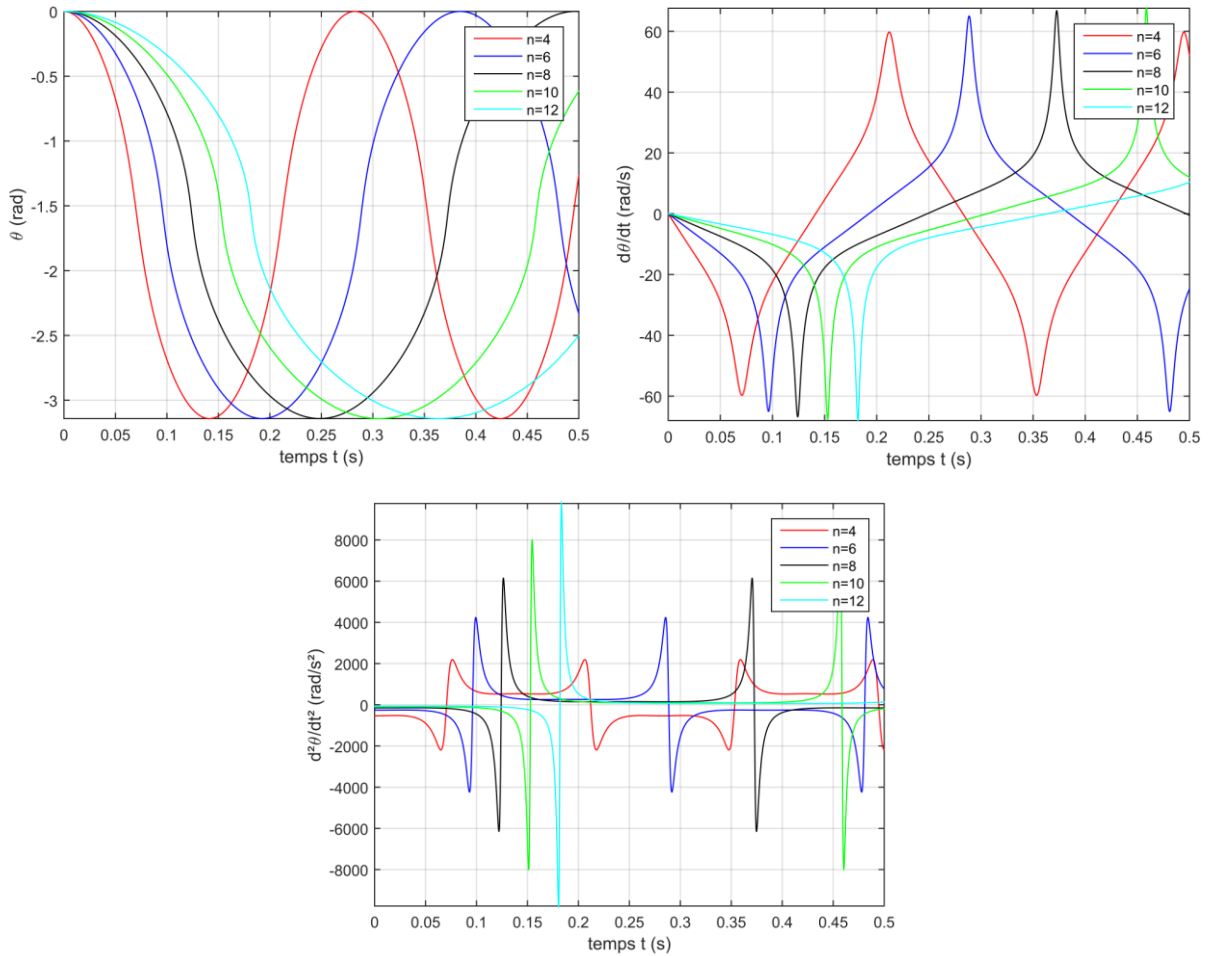 0
-0.5
-1
-1.5
-2
-2.5
-3
θ (rad)
0 0.05 0.1 0.15 0.2 0.25 0.3 0.35 0.4 0.45 0.5
temps t (s)
n=4
n=6
n=8
n=10
n=12
60
40
20
0
-20
-40
-60
dθ/dt (rad/s)
0 0.05 0.1 0.15 0.2 0.25 0.3 0.35 0.4 0.45 0.5
temps t (s)
n=4
n=6
n=8
n=10
n=12
8000
6000
4000
2000
0
-2000
-4000
-6000
-8000
d²θ/dt² (rad/s²)
0 0.05 0.1 0.15 0.2 0.25 0.3 0.35 0.4 0.45 0.5
temps t (s)
n=4
n=6
n=8
n=10
n=12